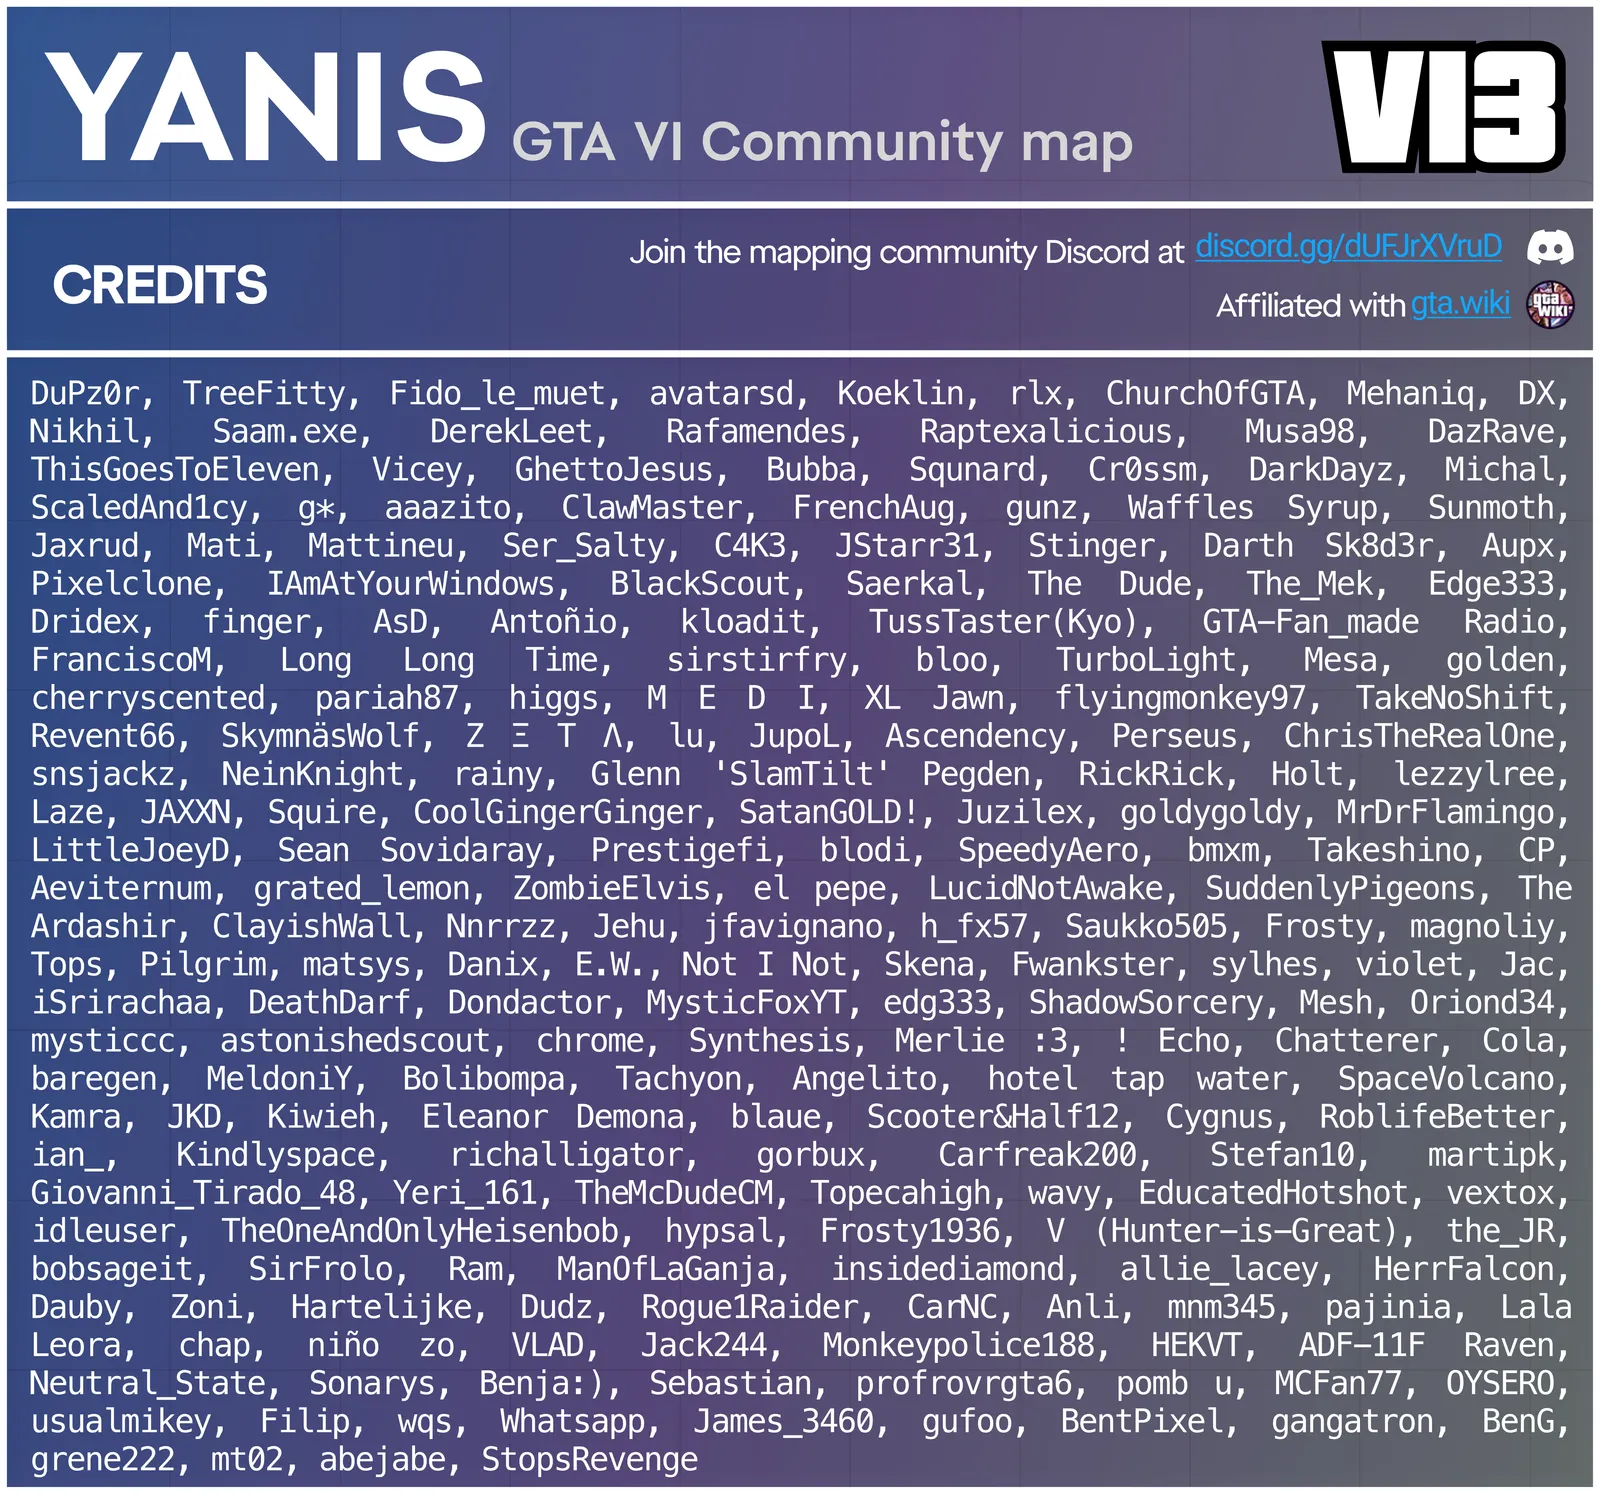 YANIS GTA VI Community map
VI3
CREDITS
Join the mapping community Discord at discord.gg/dUFJrXVruD
Affiliated with gta.wiki
gta WIKI
DuPz0r, TreeFitty, Fido_le_muet, avatarsd, Koeklin, rlx, ChurchOfGTA, Mehaniq, DX,
Nikhil, Saam.exe, DerekLeet, Rafamendes, Raptexalicious, Musa98, DazRave,
ThisGoesToEleven, Vicey, GhettoJesus, Bubba, Squnard, Cr0ssm, DarkDayz, Michal,
ScaledAnd1cy, g*, aaazito, ClawMaster, FrenchAug, gunz, Waffles Syrup, Sunmoth,
Jaxrud, Mati, Mattineu, Ser_Salty, C4K3, JStarr31, Stinger, Darth Sk8d3r, Aupx,
Pixelclone, IAmAtYourWindows, BlackScout, Saerkal, The Dude, The_Mek, Edge333,
Dridex, finger, AsD, Antoñio, kloadit, TussTaster(Kyo), GTA-Fan_made Radio,
FranciscoM, Long Long Time, sirstirfry, bloo, TurboLight, Mesa, golden,
cherryscented, pariah87, higgs, M E D I, XL Jawn, flyingmonkey97, TakeNoShift,
Revent66, SkymnäsWolf, Z Ξ T Λ, lu, JupoL, Ascendency, Perseus, ChrisTheRealOne,
snsjackz, NeinKnight, rainy, Glenn 'SlamTilt' Pegden, RickRick, Holt, lezzylree,
Laze, JAXXN, Squire, CoolGingerGinger, SatanGOLD!, Juzilex, goldygoldy, MrDrFlamingo,
LittleJoeyD, Sean Sovidaray, Prestigefi, blodi, SpeedyAero, bmxm, Takeshino, CP,
Aeviternum, grated_lemon, ZombieElvis, el pepe, LucidNotAwake, SuddenlyPigeons, The
Ardashir, ClayishWall, Nnrrzz, Jehu, jfavignano, h_fx57, Saukko505, Frosty, magnoliy,
Tops, Pilgrim, matsys, Danix, E.W., Not I Not, Skena, Fwankster, sylhes, violet, Jac,
iSrirachaa, DeathDarf, Dondactor, MysticFoxYT, edg333, ShadowSorcery, Mesh, Oriond34,
mysticcc, astonishedscout, chrome, Synthesis, Merlie :3, ! Echo, Chatterer, Cola,
baregen, MeldoniY, Bolibompa, Tachyon, Angelito, hotel tap water, SpaceVolcano,
Kamra, JKD, Kiwieh, Eleanor Demona, blaue, Scooter&Half12, Cygnus, RoblifeBetter,
ian_, Kindlyspace, richalligator, gorbux, Carfreak200, Stefan10, martipk,
Giovanni_Tirado_48, Yeri_161, TheMcDudeCM, Topecahigh, wavy, EducatedHotshot, vextox,
idleuser, TheOneAndOnlyHeisenbob, hypsal, Frosty1936, V (Hunter-is-Great), the_JR,
bobsageit, SirFrolo, Ram, ManOfLaGanja, insidediamond, allie_lacey, HerrFalcon,
Dauby, Zoni, Hartelijke, Dudz, Rogue1Raider, CarNC, Anli, mnm345, pajinia, Lala
Leora, chap, niño zo, VLAD, Jack244, Monkeypolice188, HEKVT, ADF-11F Raven,
Neutral_State, Sonarys, Benja:), Sebastian, profrovrgta6, pomb u, MCFan77, OYSERO,
usualmikey, Filip, wqs, Whatsapp, James_3460, gufoo, BentPixel, gangatron, BenG,
grene222, mt02, abejabe, StopsRevenge